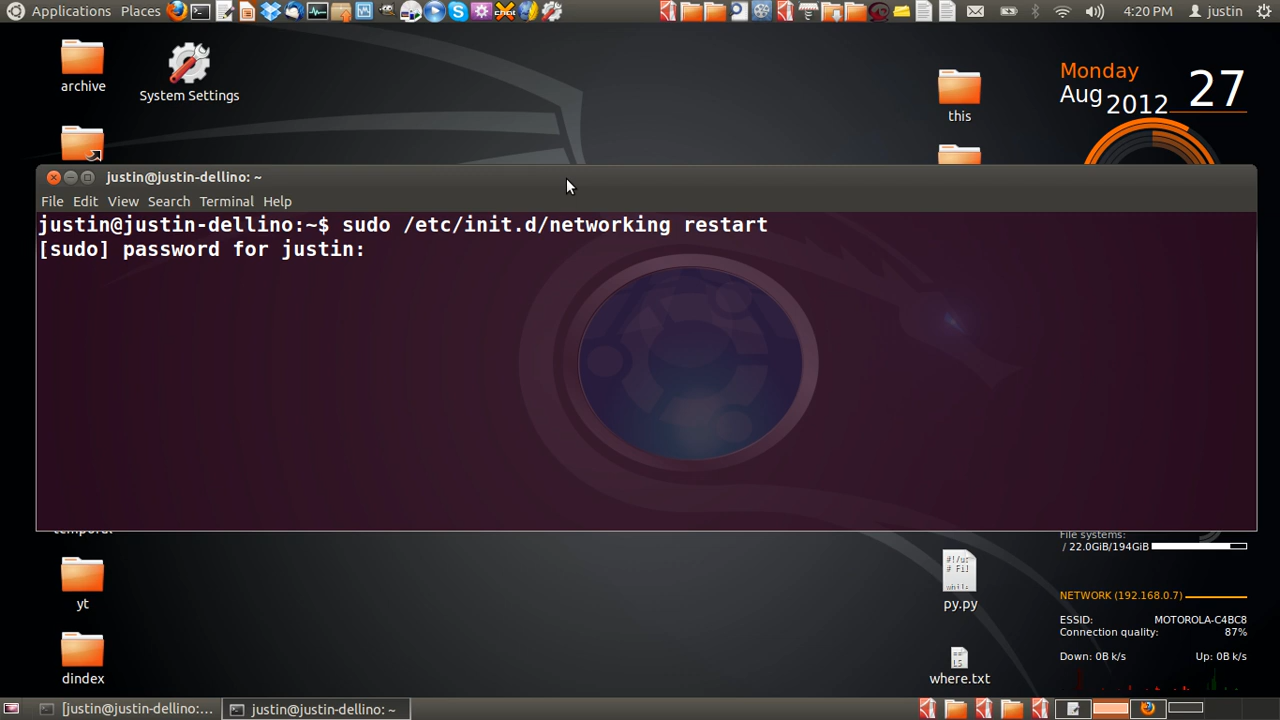 Applications Places 4:20 PM justin
archive
System Settings
this
Monday
Aug 2012 27
justin@justin-dellino: ~
File Edit View Search Terminal Help
justin@justin-dellino:~$ sudo /etc/init.d/networking restart
[sudo] password for justin:
temporal
File systems:
/ 22.0GiB/194GiB
yt
py.py
NETWORK (192.168.0.7)
ESSID: MOTOROLA-C4BC8
Connection quality: 87%
Down: 0B k/s Up: 0B k/s
dindex
where.txt
[justin@justin-dellino:... justin@justin-dellino: ~